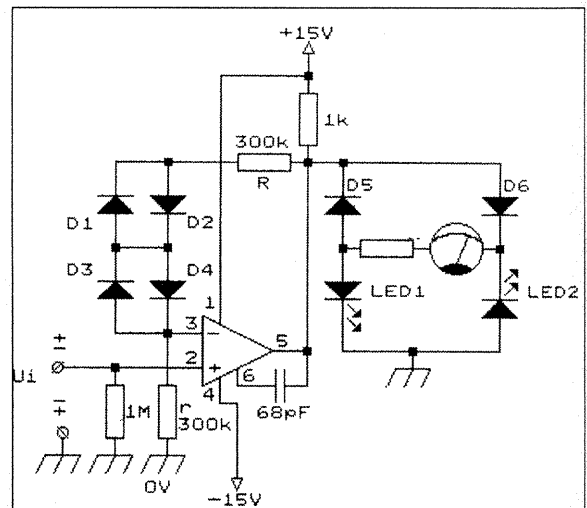 +15V
1k
300k
R
D5
D6
D1
D2
D3
D4
1
LED1
LED2
3
−
5
2
+
6
Ui
±
∓
4
1M
r
300k
68pF
0V
-15V